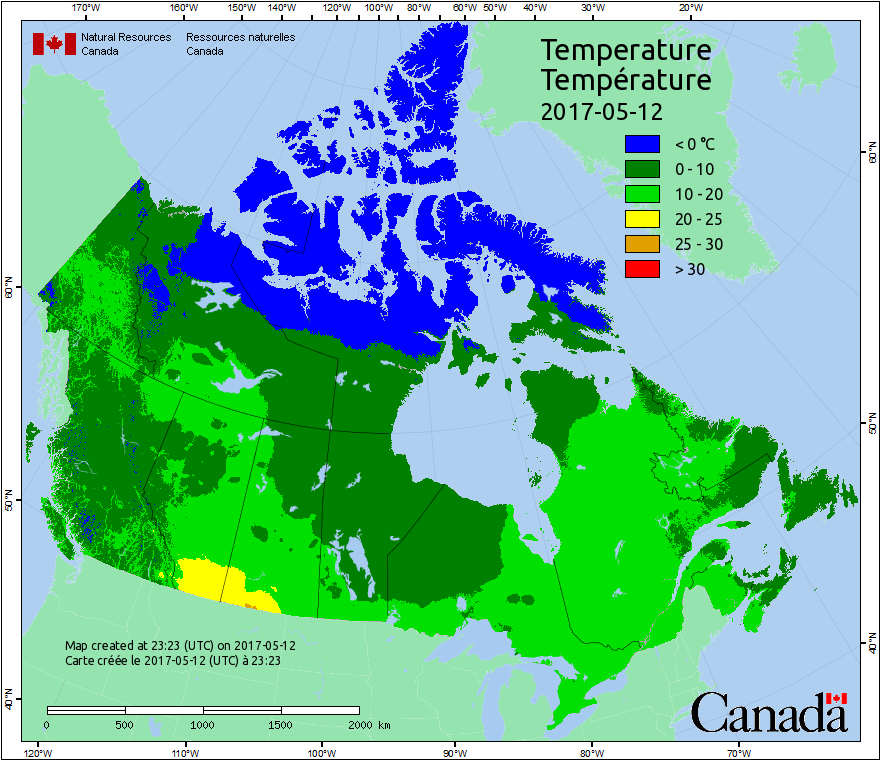 170°W 160°W 150°W 140°W 130°W 120°W 110°W 100°W 90°W 80°W 70°W 60°W 50°W 40°W 30°W 20°W
Natural Resources Ressources naturelles
Canada Canada
Temperature
Température
2017-05-12
< 0 °C
0 - 10
10 - 20
20 - 25
25 - 30
> 30
60°N 60°N
50°N 50°N
40°N 40°N
Map created at 23:23 (UTC) on 2017-05-12
Carte créée le 2017-05-12 (UTC) à 23:23
0 500 1000 1500 2000 km
Canada
120°W 110°W 100°W 90°W 80°W 70°W